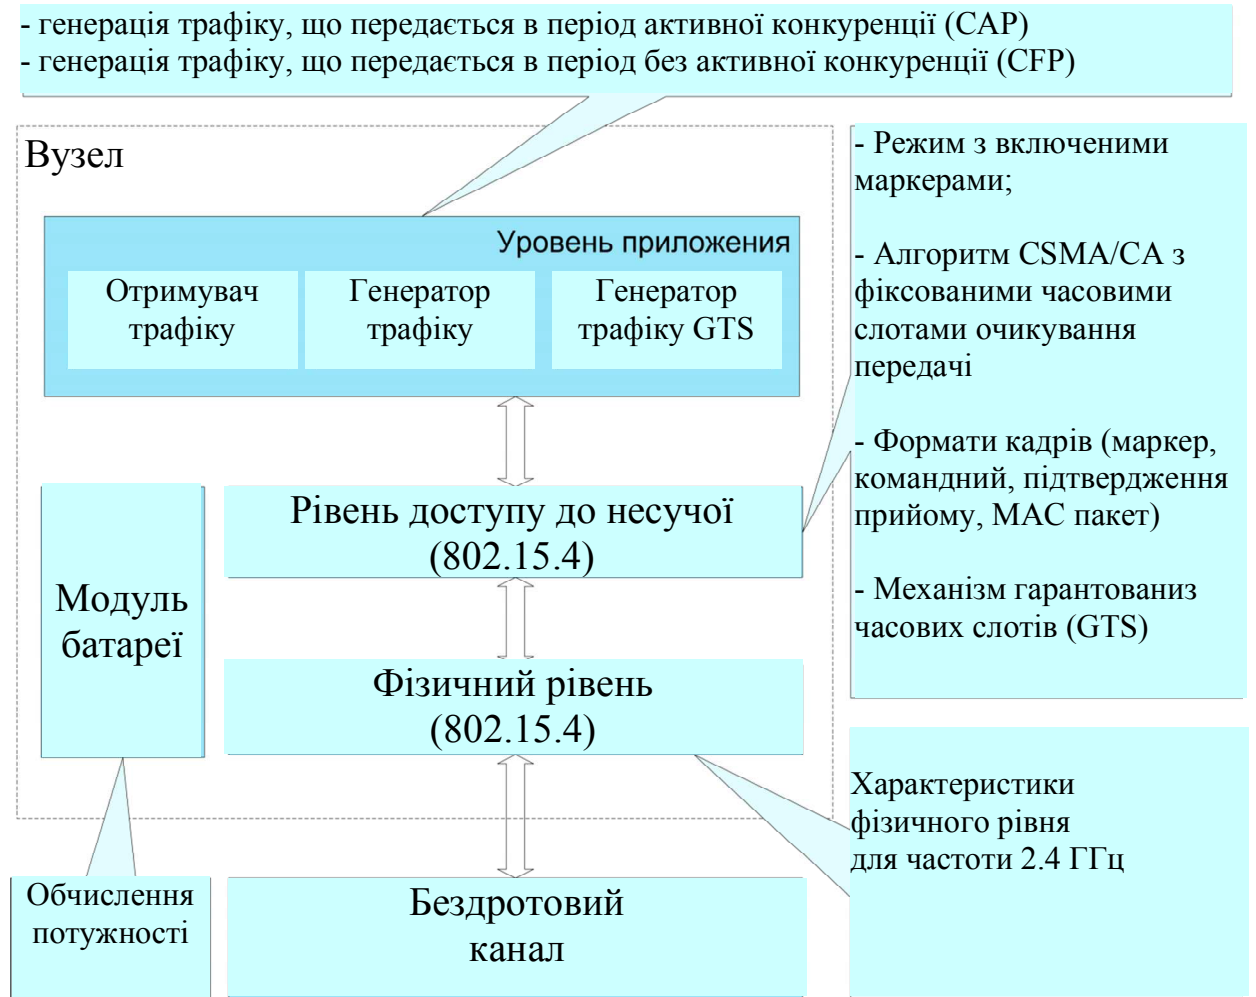 - генерація трафіку, що передається в період активної конкуренції (CAP)
- генерація трафіку, що передається в період без активної конкуренції (CFP)
Вузел
Уровень приложения
Отримувач
трафіку
Генератор
трафіку
Генератор
трафіку GTS
- Режим з включеними
маркерами;
- Алгоритм CSMA/CA з
фіксованими часовими
слотами очикування
передачі
- Формати кадрів (маркер,
командний, підтвердження
прийому, MAC пакет)
- Механізм гарантованиз
часових слотів (GTS)
Рівень доступу до несучої
(802.15.4)
Модуль
батареї
Фізичний рівень
(802.15.4)
Характеристики
фізичного рівня
для частоти 2.4 ГГц
Обчислення
потужності
Бездротовий
канал